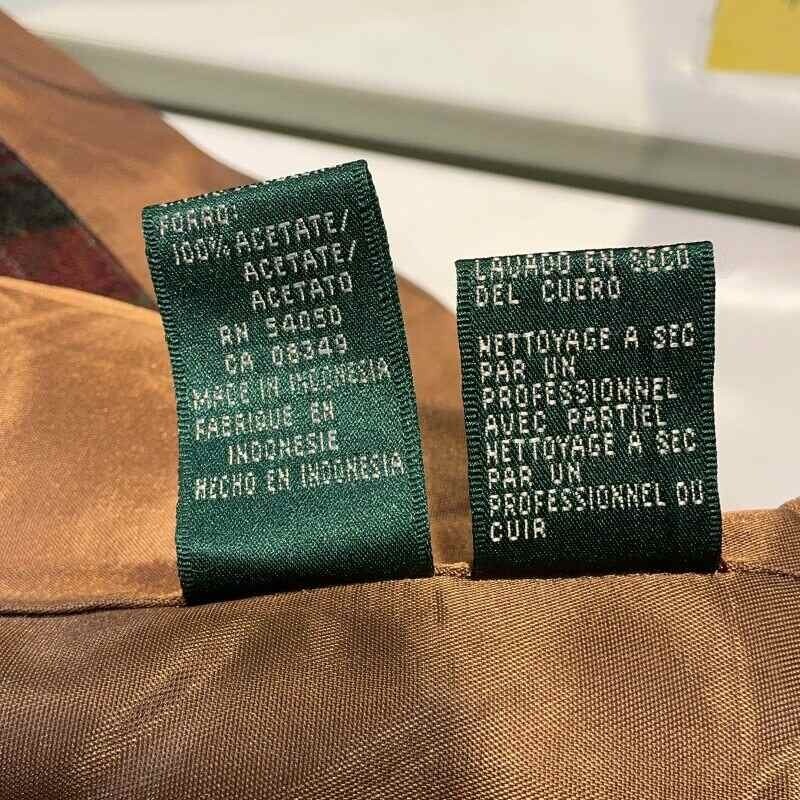 FORRO:
100% ACETATE/
ACETATE/
ACETATO
RN 54050
CA 08349
MADE IN INDONESIA
FABRIQUE EN
INDONESIE
HECHO EN INDONESIA
LAVADO EN SECO
DEL CUERO
NETTOYAGE A SEC
PAR UN
PROFESSIONNEL
AVEC PARTIEL
NETTOYAGE A SEC
PAR UN
PROFESSIONNEL DU
CUIR